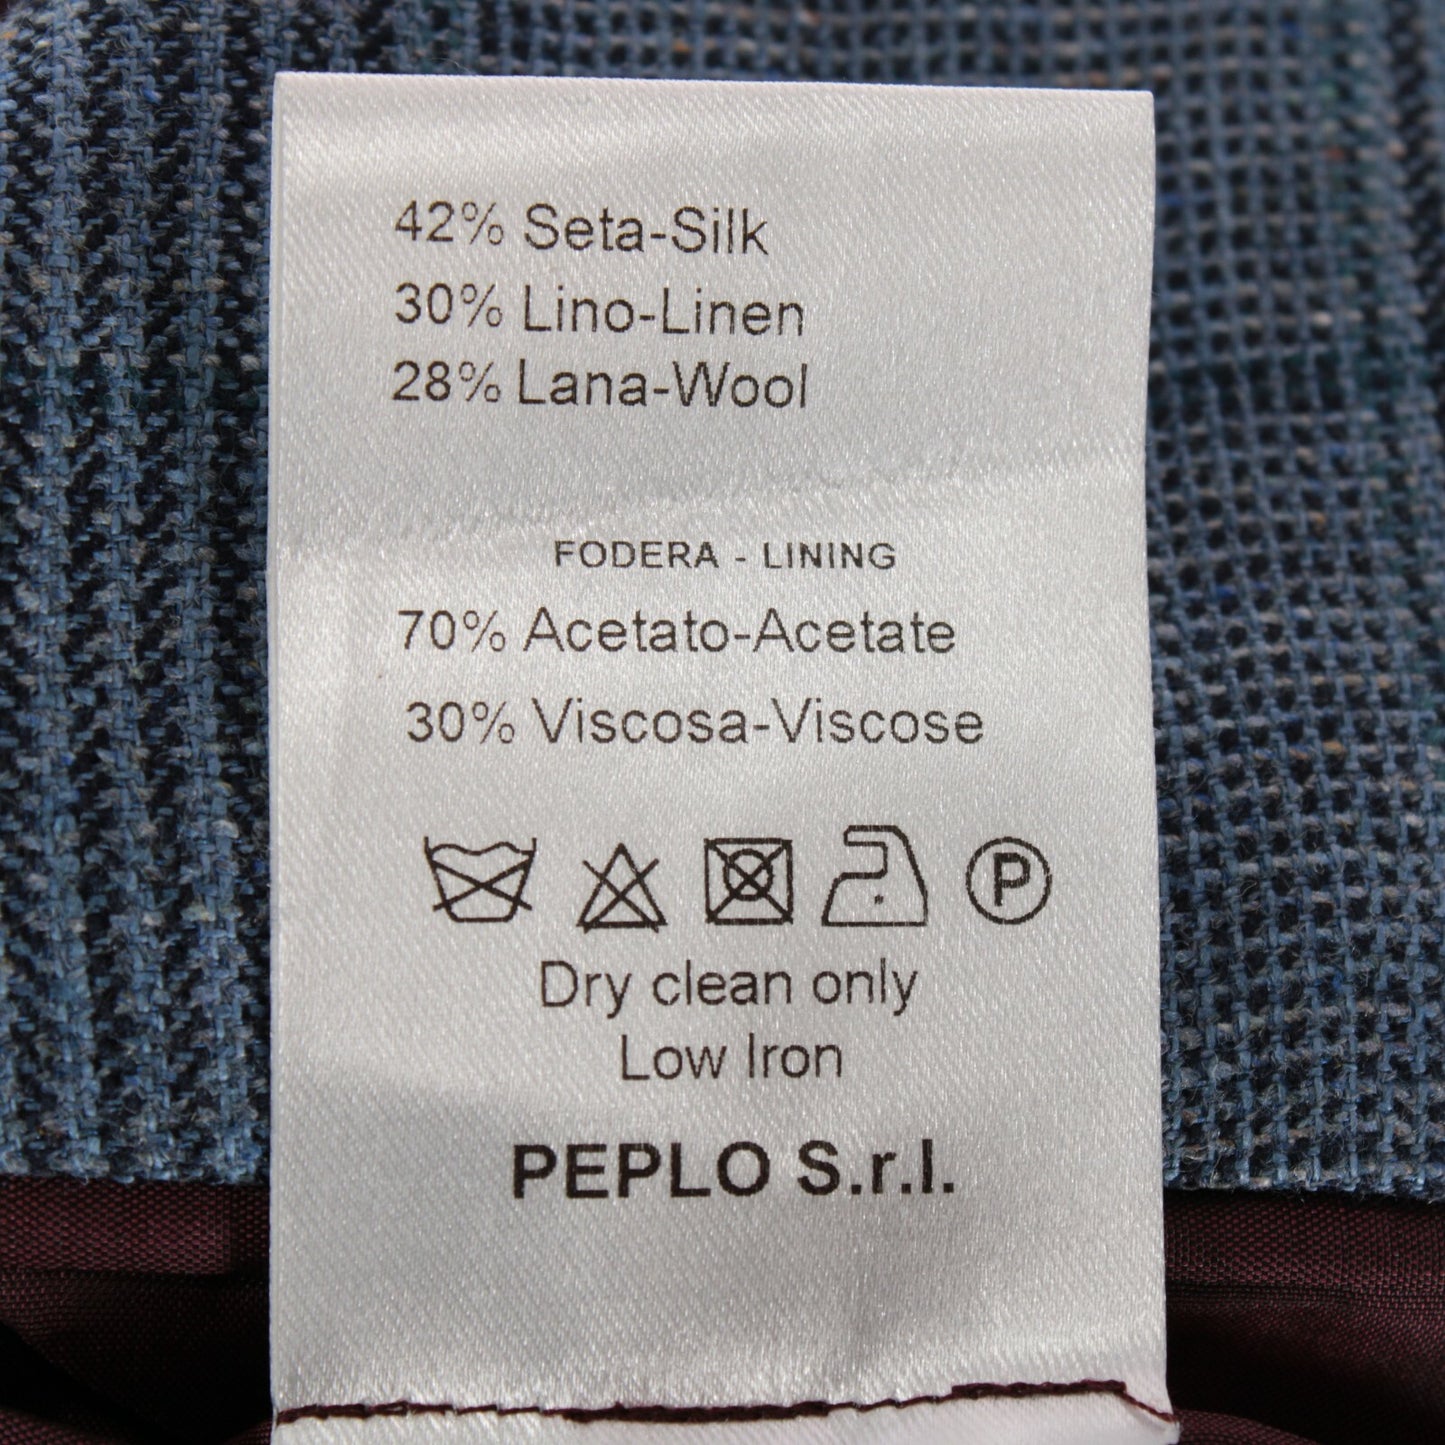 42% Seta-Silk
30% Lino-Linen
28% Lana-Wool
FODERA - LINING
70% Acetato-Acetate
30% Viscosa-Viscose
P
Dry clean only
Low Iron
PEPLO S.r.l.